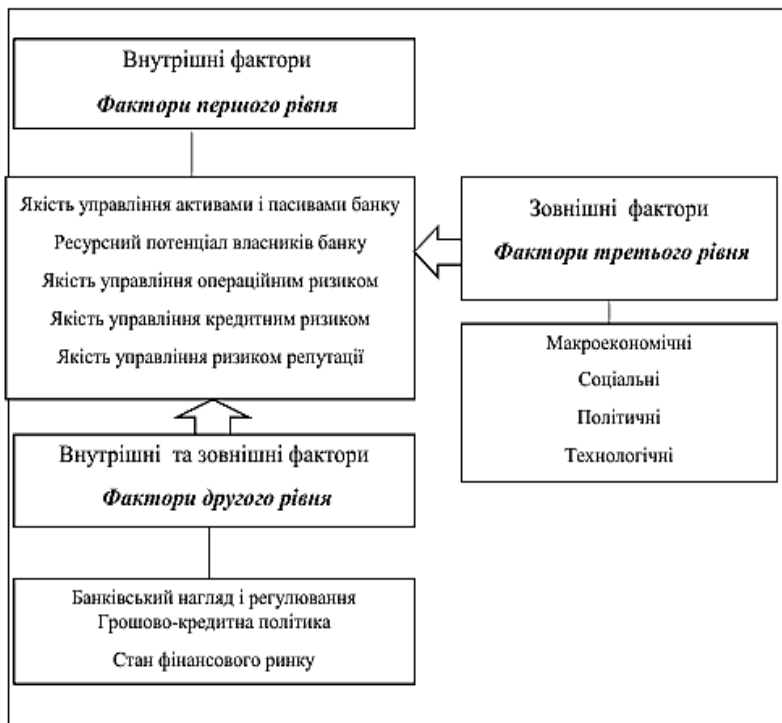 Внутрішні фактори
Фактори першого рівня
Якість управління активами і пасивами банку
Ресурсний потенціал власників банку
Якість управління операційним ризиком
Якість управління кредитним ризиком
Якість управління ризиком репутації
Зовнішні фактори
Фактори третього рівня
Макроекономічні
Соціальні
Політичні
Технологічні
Внутрішні та зовнішні фактори
Фактори другого рівня
Банківський нагляд і регулювання
Грошово-кредитна політика
Стан фінансового ринку